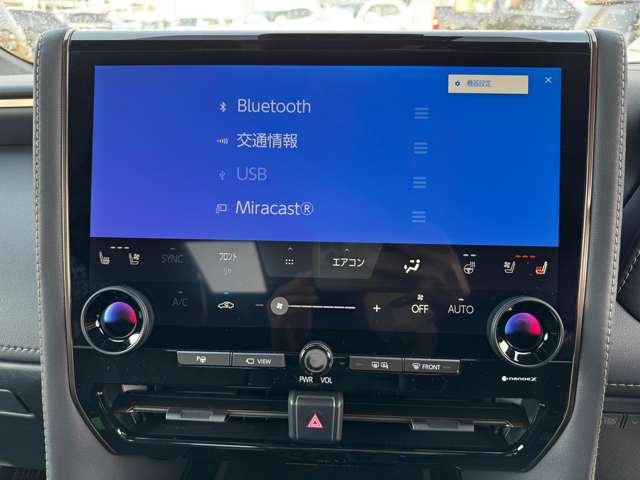 機器設定
Bluetooth
交通情報
USB
Miracast®
SYNC
フロント
エアコン
A/C
OFF
AUTO
VIEW
PWR VOL
FRONT
nanoeX